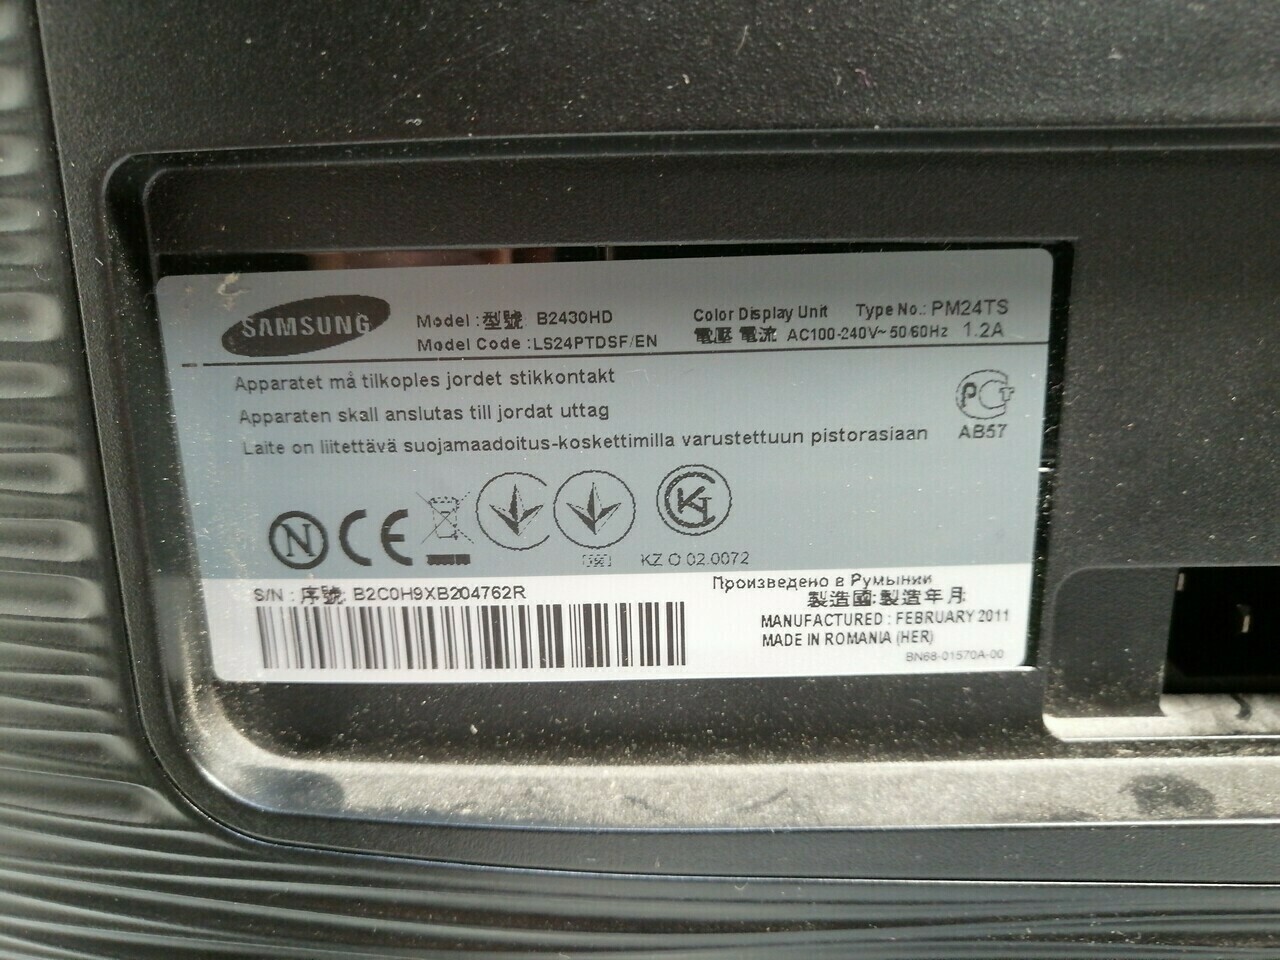 SAMSUNG
Model : 型號 B2430HD
Model Code : LS24PTDSF/EN
Color Display Unit Type No.: PM24TS
電壓 電流 AC100-240V~ 50/60Hz 1.2A
Apparatet må tilkoples jordet stikkontakt
Apparaten skall anslutas till jordat uttag
Laite on liitettävä suojamaadoitus-koskettimilla varustettuun pistorasiaan
PCT
AB57
N CE
KZ O 02.0072
S/N : 序號: B2C0H9XB204762R
Произведено в Румынии
製造國:製造年月
MANUFACTURED : FEBRUARY 2011
MADE IN ROMANIA (HER)
BN68-01570A-00